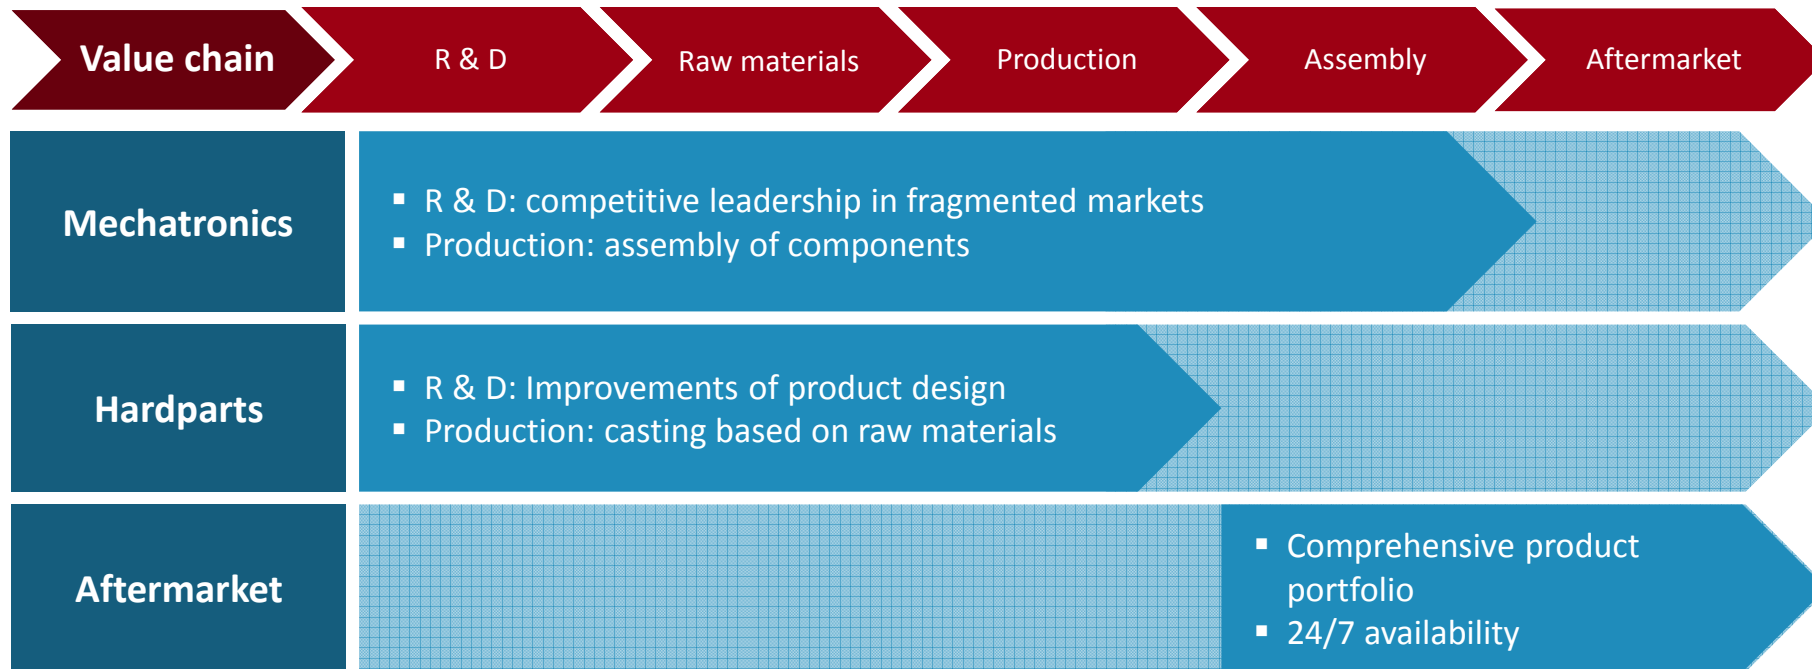 Value chain
R & D
Raw materials
Production
Assembly
Aftermarket
Mechatronics
▪ R & D: competitive leadership in fragmented markets
▪ Production: assembly of components
Hardparts
▪ R & D: Improvements of product design
▪ Production: casting based on raw materials
Aftermarket
▪ Comprehensive product
portfolio
▪ 24/7 availability